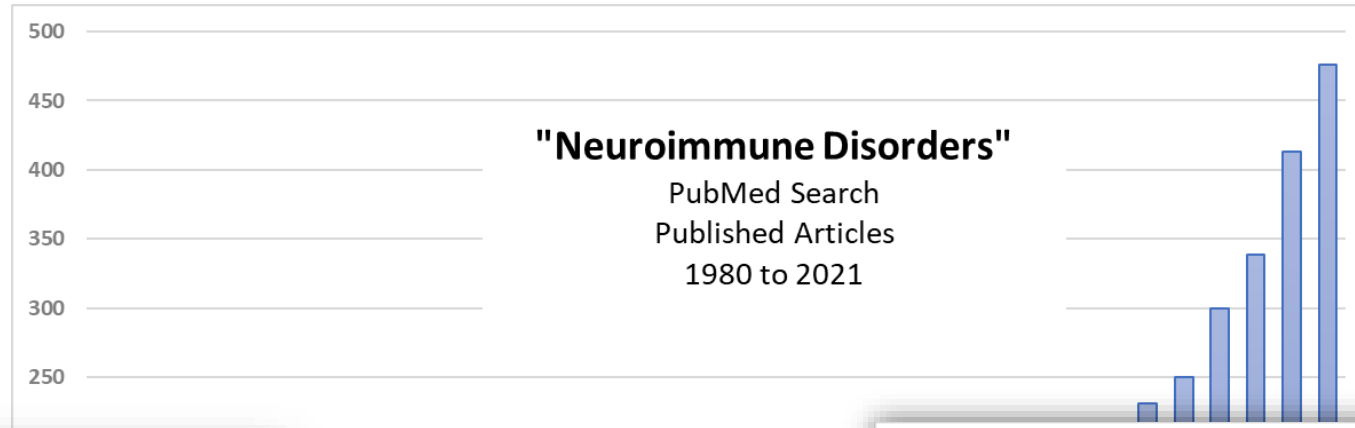 500
450
"Neuroimmune Disorders"
400
PubMed Search
Published Articles
350
1980 to 2021
300
250